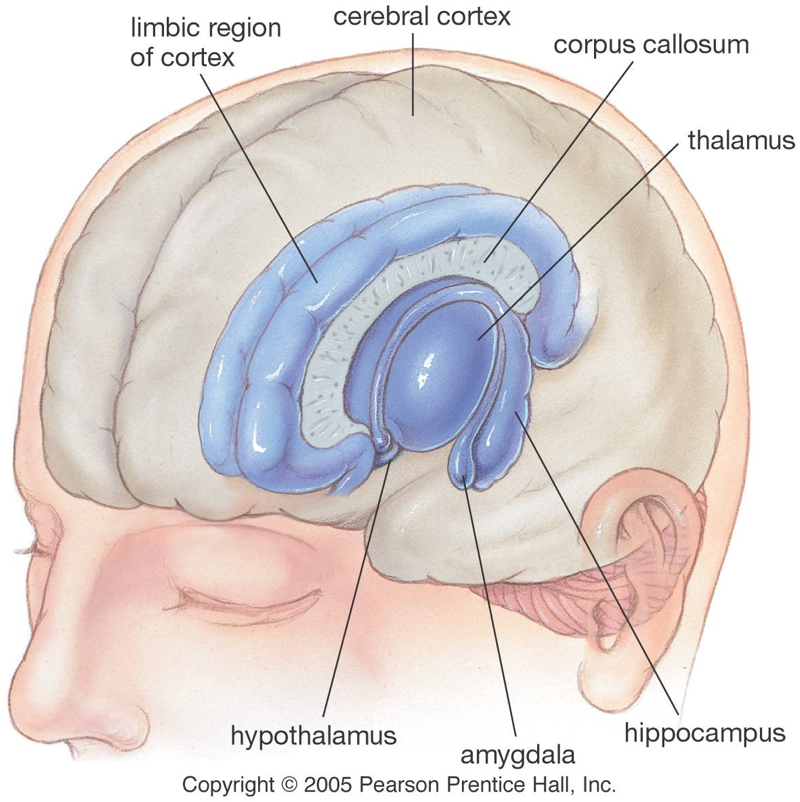 cerebral cortex
limbic region
of cortex
corpus callosum
thalamus
hypothalamus
amygdala
hippocampus
Copyright © 2005 Pearson Prentice Hall, Inc.